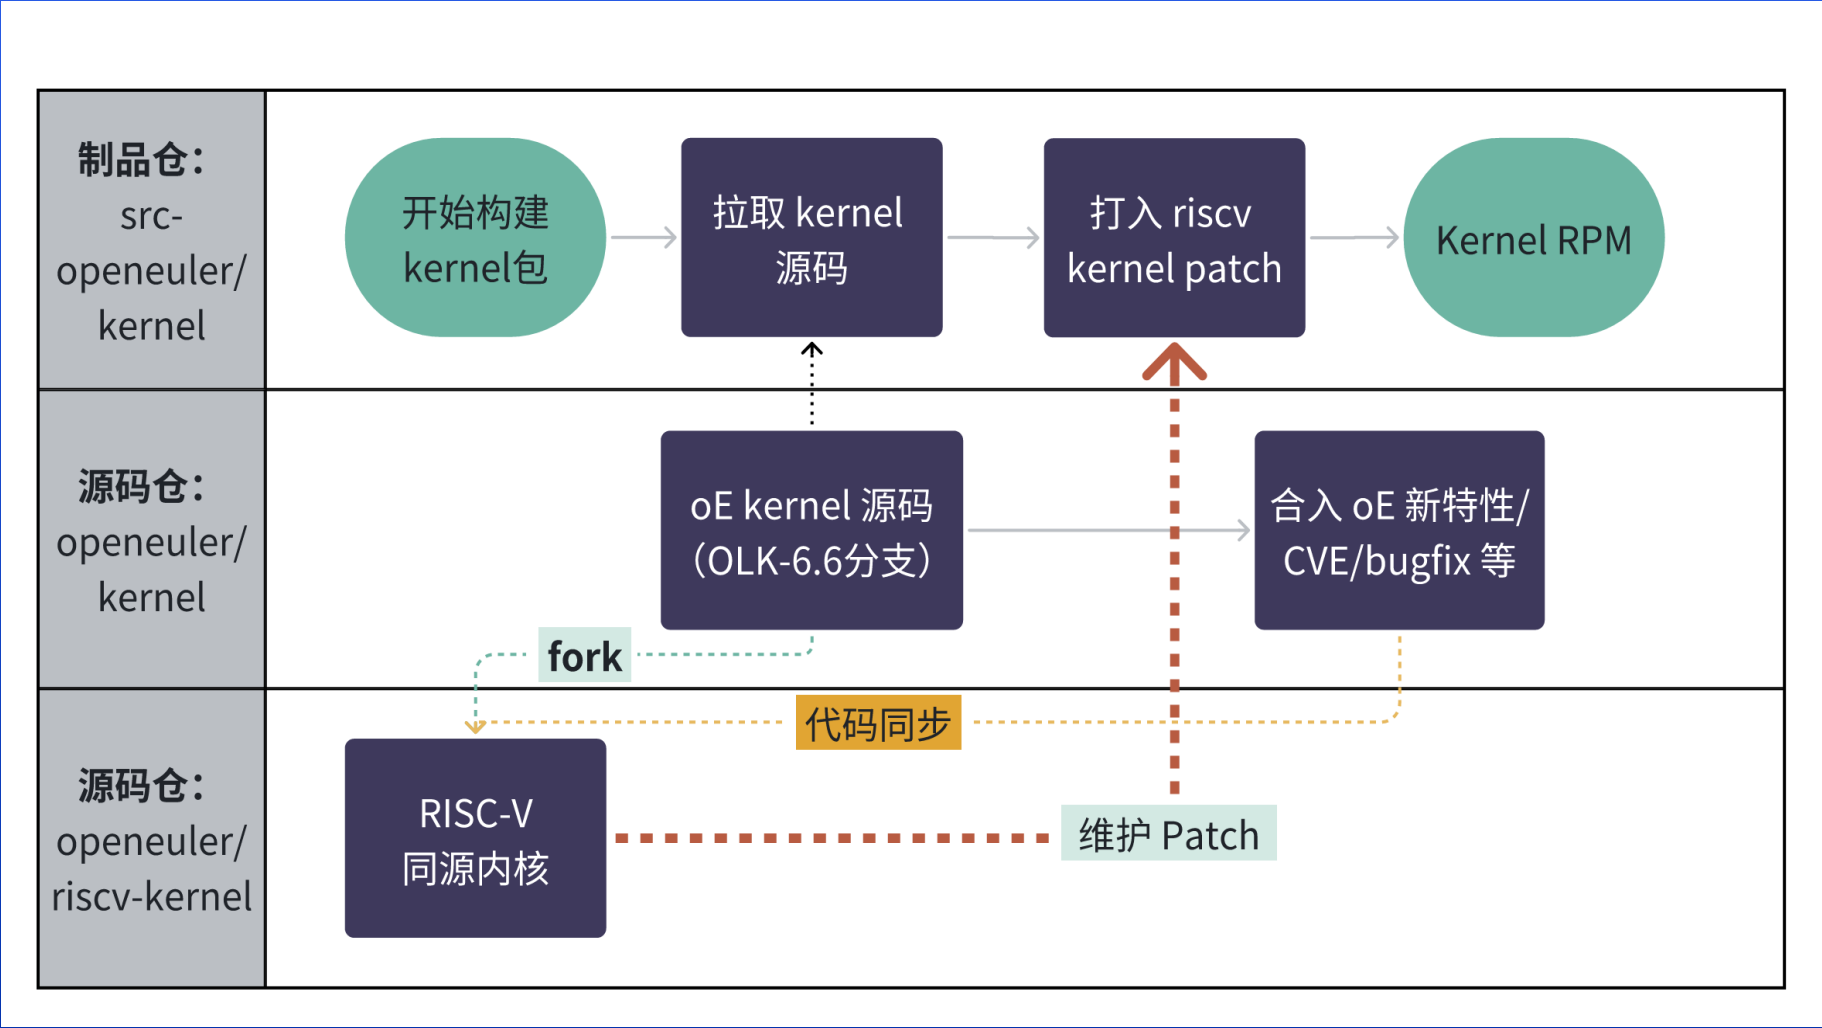 制品仓：
src-
openeuler/
kernel
开始构建
kernel包
拉取 kernel
源码
打入 riscv
kernel patch
Kernel RPM
源码仓：
openeuler/
kernel
oE kernel 源码
（OLK-6.6分支）
合入 oE 新特性/
CVE/bugfix 等
fork
代码同步
源码仓：
openeuler/
riscv-kernel
RISC-V
同源内核
维护 Patch